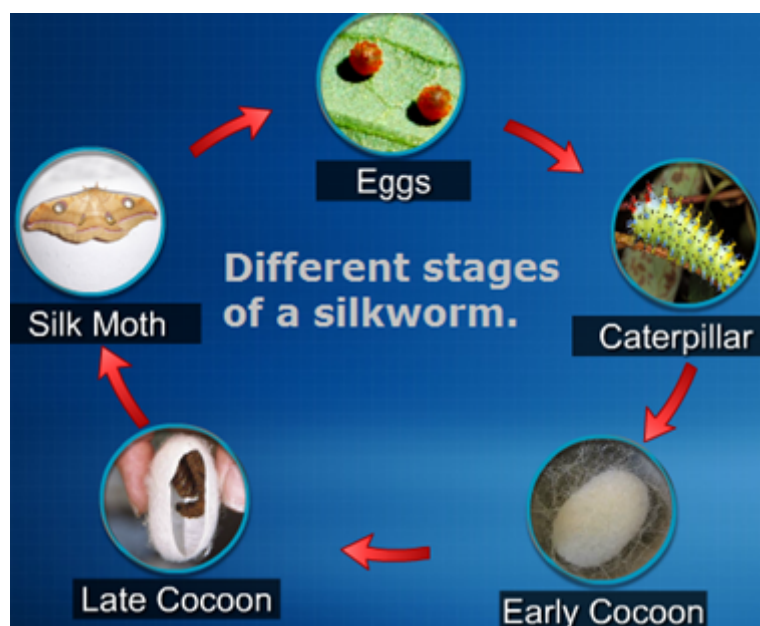 Eggs
Different stages
of a silkworm.
Silk Moth
Caterpillar
Late Cocoon
Early Cocoon